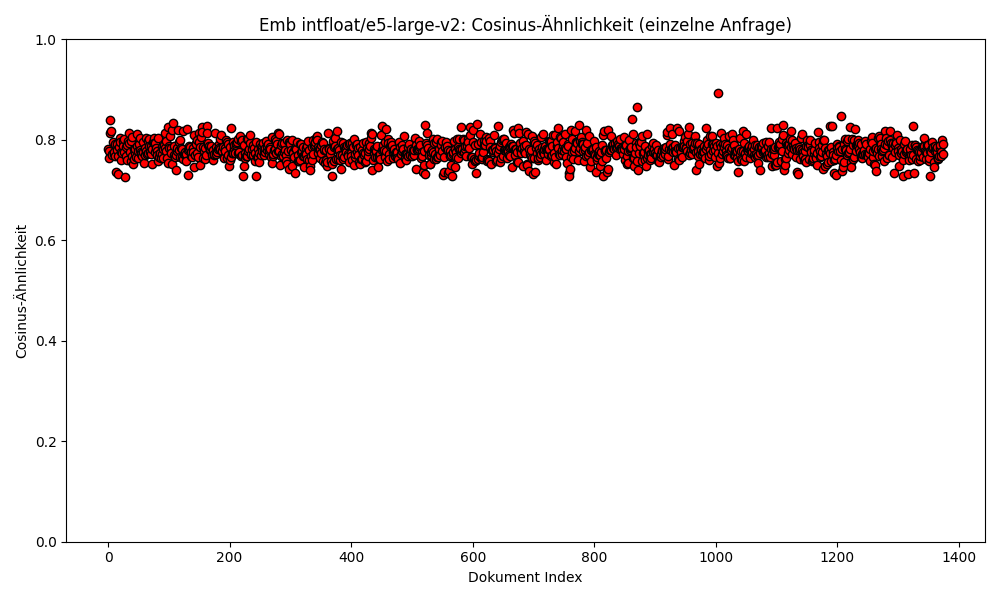 Emb intfloat/e5-large-v2: Cosinus-Ähnlichkeit (einzelne Anfrage)
1.0
0.8
0.6
0.4
0.2
0.0
Cosinus-Ähnlichkeit
0 200 400 600 800 1000 1200 1400
Dokument Index